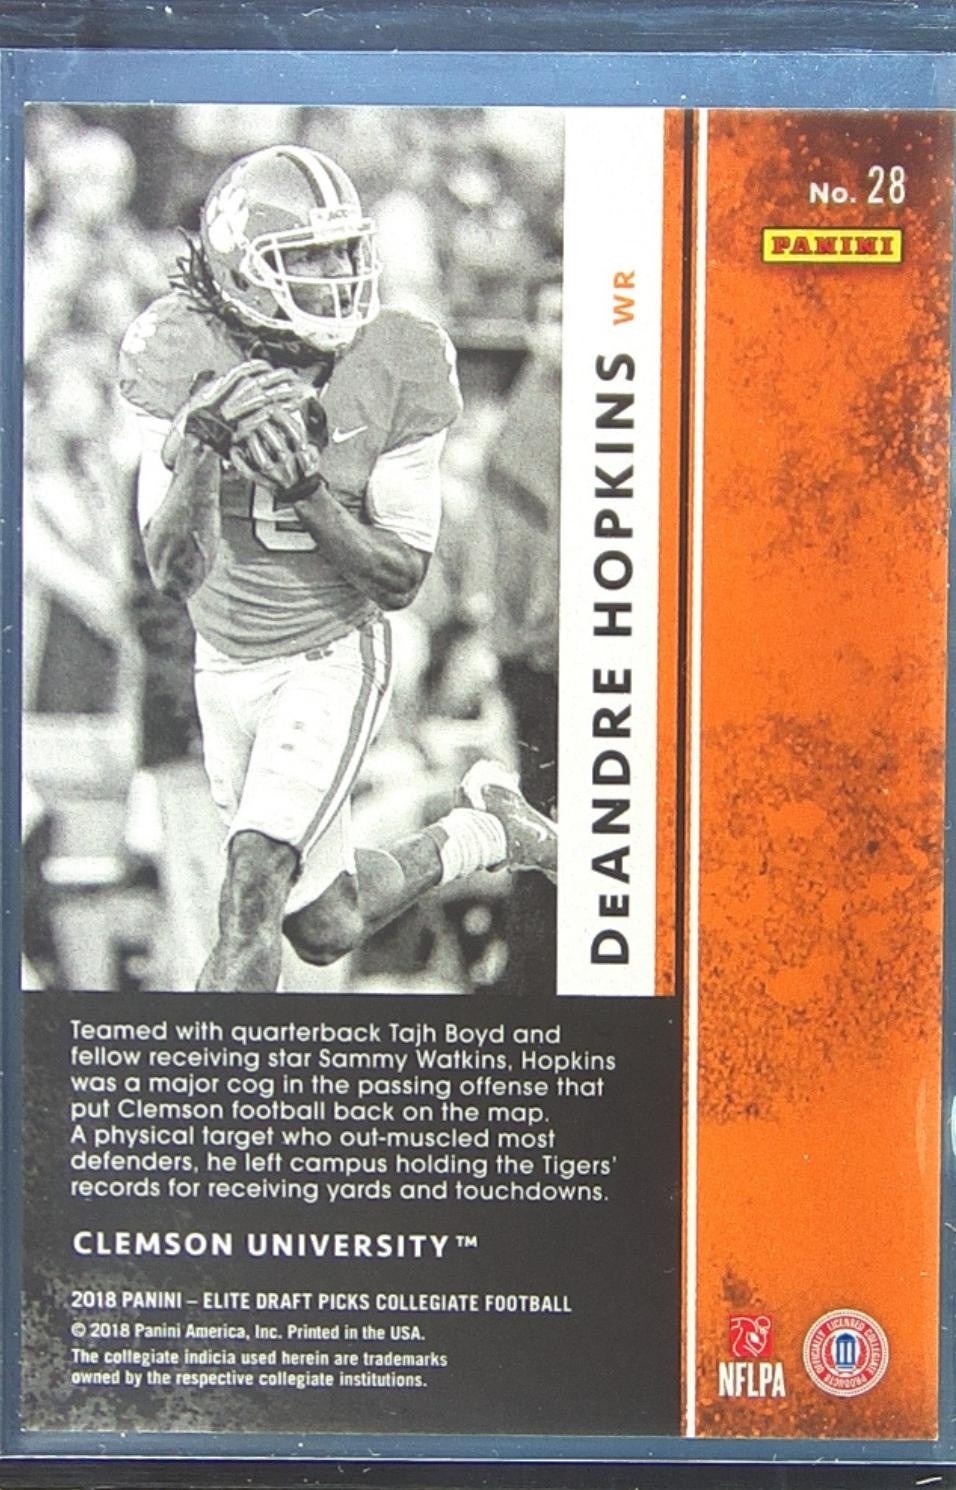 No. 28
PANINI
DeANDRE HOPKINS WR
Teamed with quarterback Tajh Boyd and
fellow receiving star Sammy Watkins, Hopkins
was a major cog in the passing offense that
put Clemson football back on the map.
A physical target who out-muscled most
defenders, he left campus holding the Tigers'
records for receiving yards and touchdowns.
CLEMSON UNIVERSITY™
2018 PANINI – ELITE DRAFT PICKS COLLEGIATE FOOTBALL
© 2018 Panini America, Inc. Printed in the USA.
The collegiate indicia used herein are trademarks
owned by the respective collegiate institutions.
NFLPA
OFFICIALLY LICENSED COLLEGIATE PRODUCTS